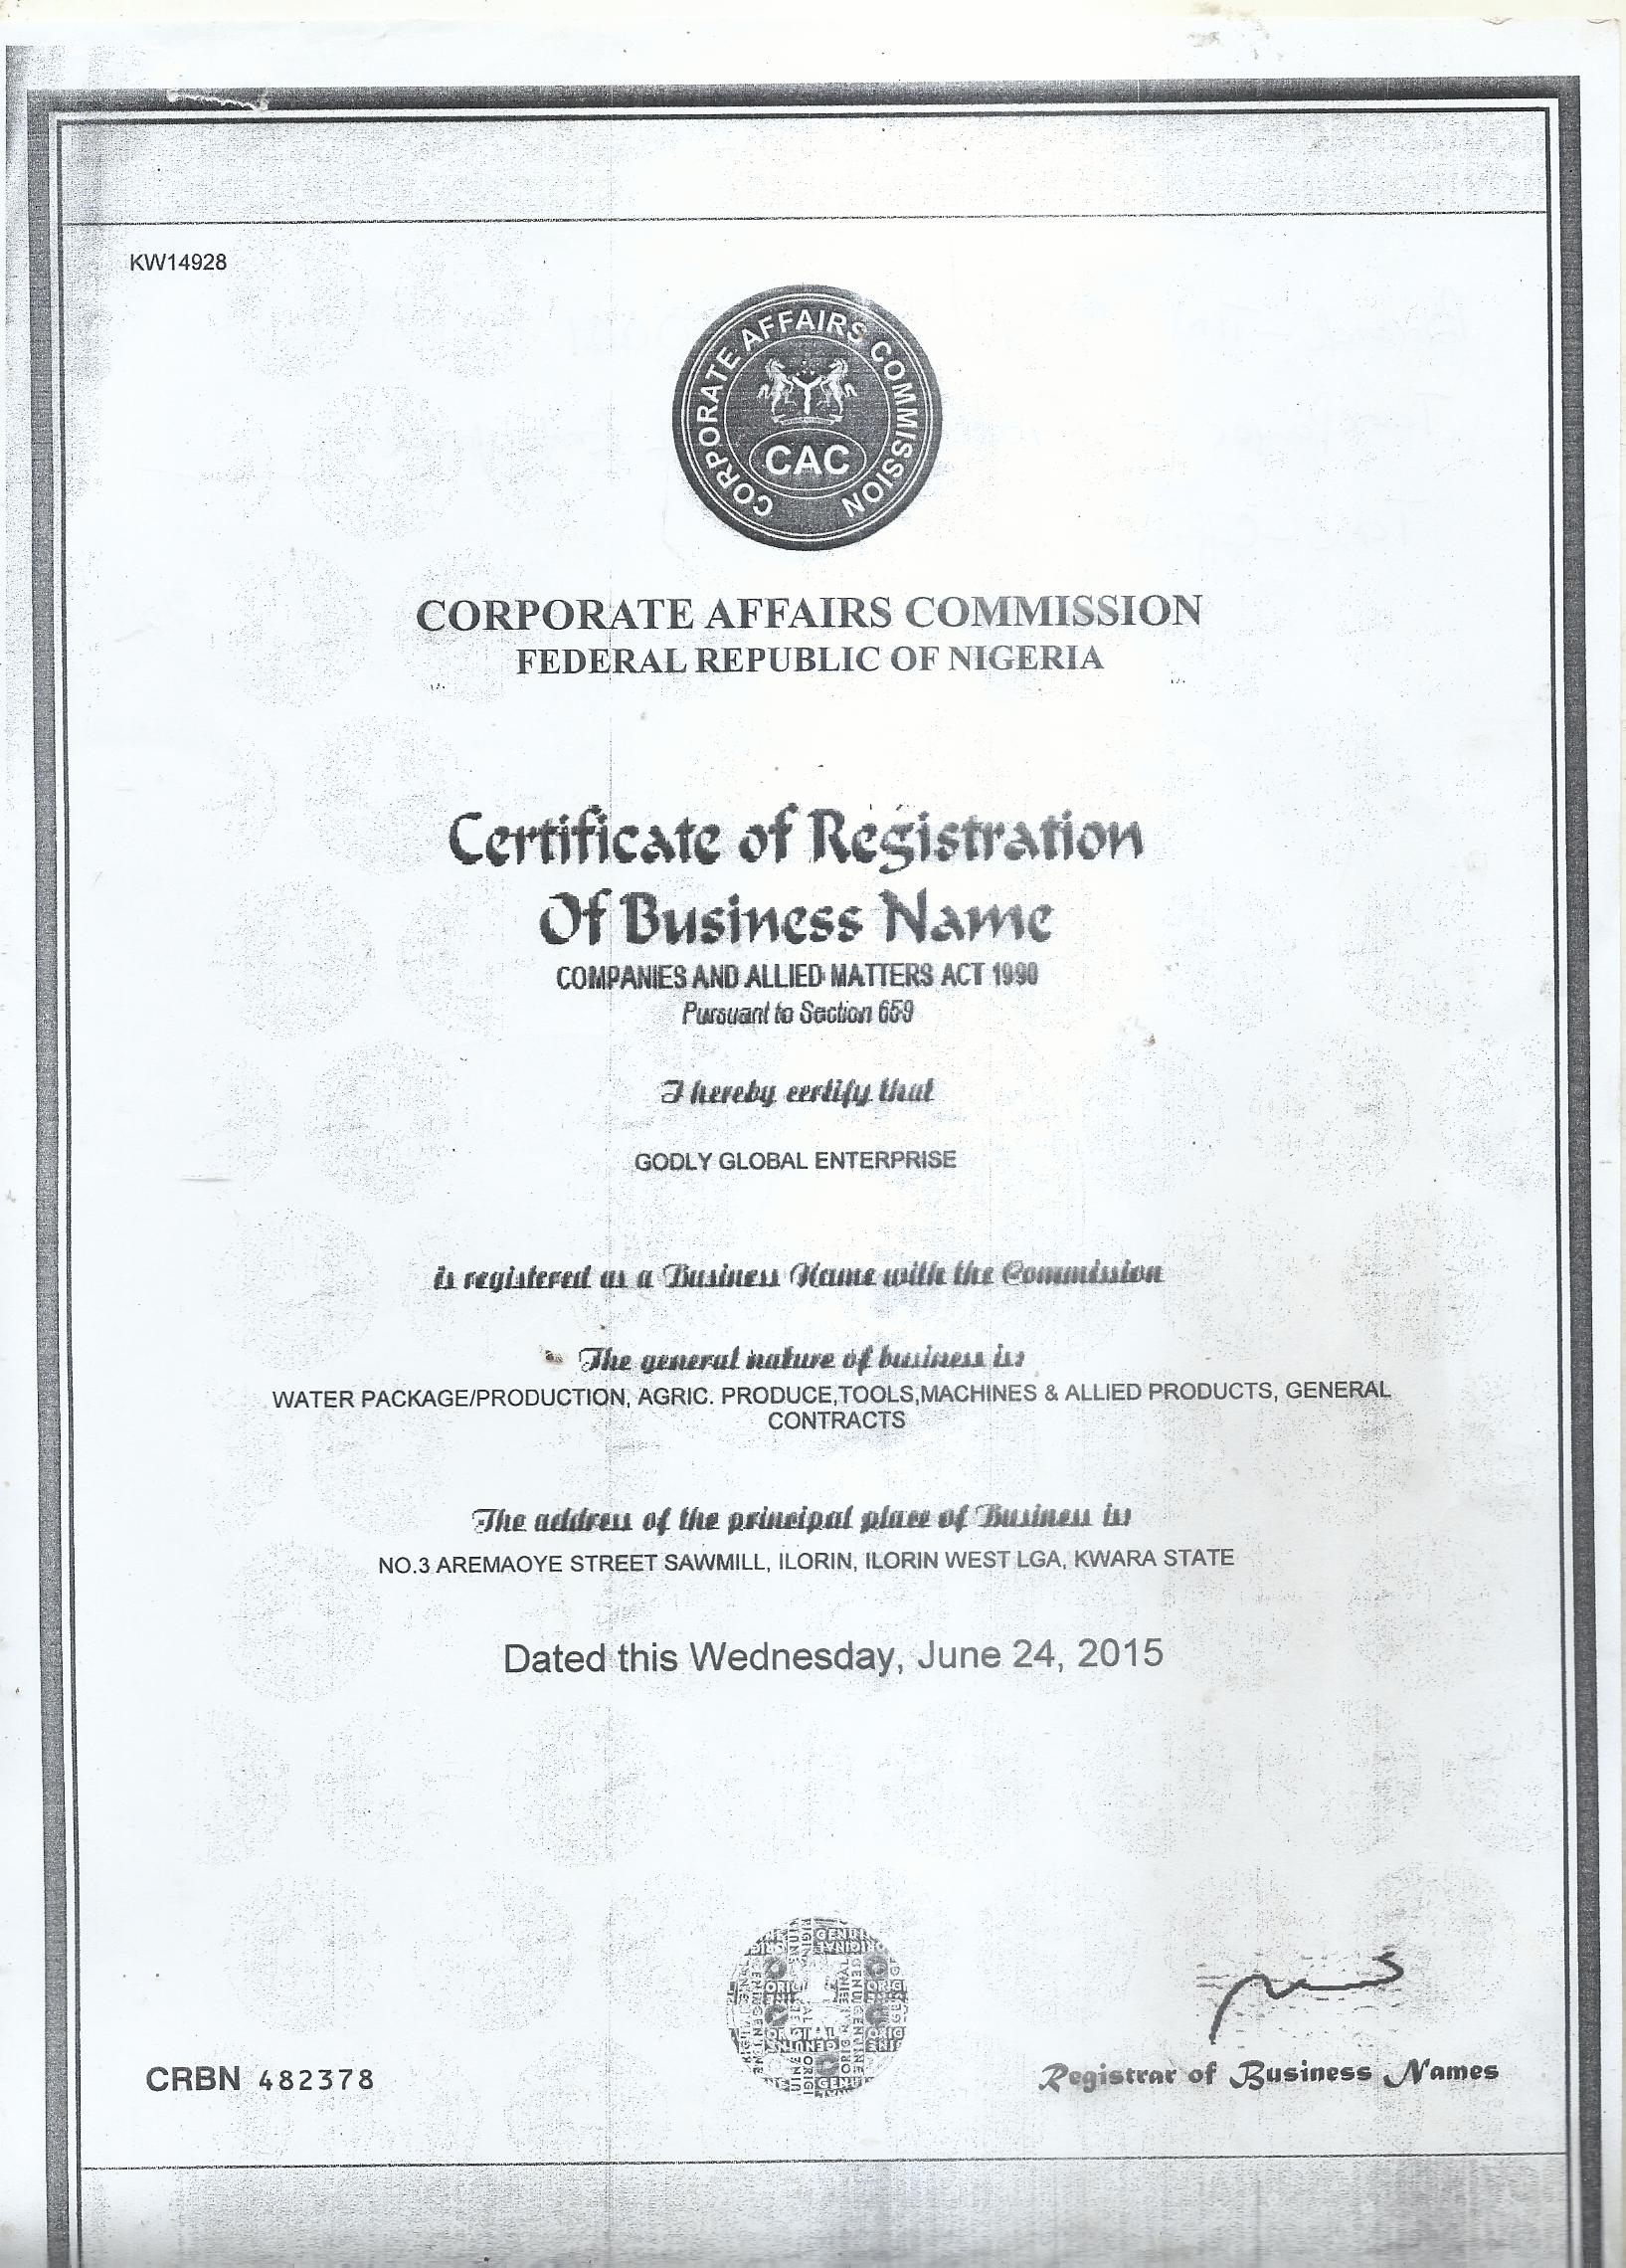 KW14928
CORPORATE AFFAIRS COMMISSION
CAC
CORPORATE AFFAIRS COMMISSION
FEDERAL REPUBLIC OF NIGERIA
Certificate of Registration
Of Business Name
COMPANIES AND ALLIED MATTERS ACT 1990
Pursuant to Section 659
I hereby certify that
GODLY GLOBAL ENTERPRISE
is registered as a Business Name with the Commission
The general nature of business is:
WATER PACKAGE/PRODUCTION, AGRIC. PRODUCE,TOOLS,MACHINES & ALLIED PRODUCTS, GENERAL
CONTRACTS
The address of the principal place of Business is:
NO.3 AREMAOYE STREET SAWMILL, ILORIN, ILORIN WEST LGA, KWARA STATE
Dated this Wednesday, June 24, 2015
CRBN 482378
Registrar of Business Names